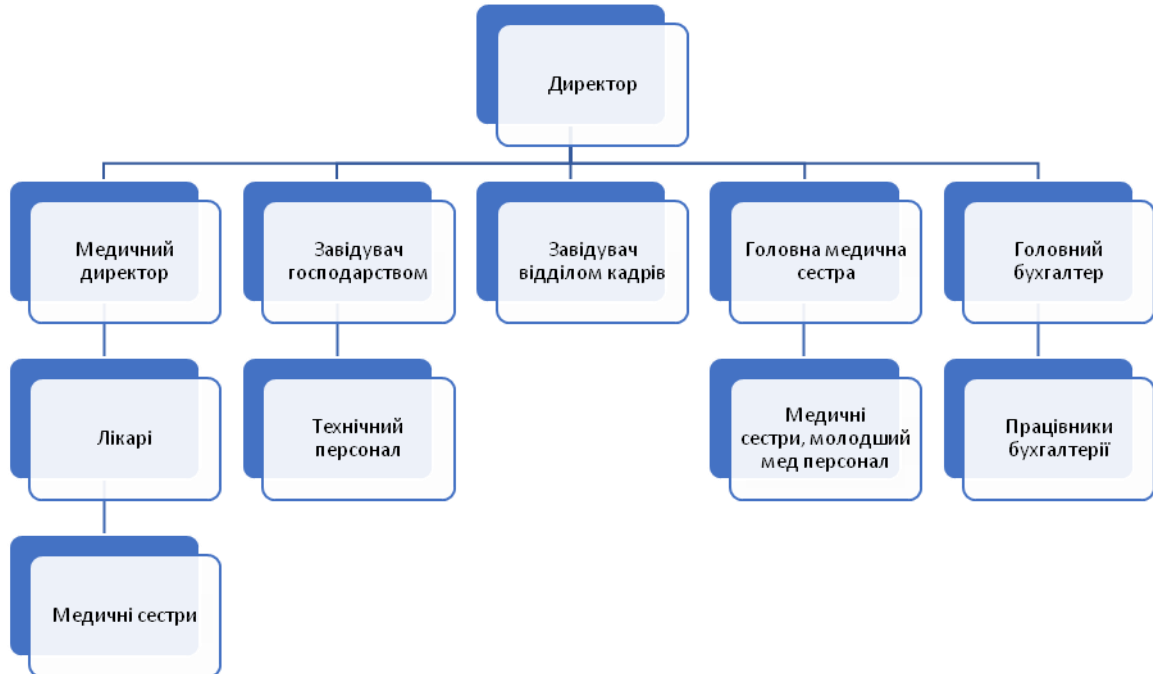 Директор
Медичний
директор
Завідувач
господарством
Завідувач
відділом кадрів
Головна медична
сестра
Головний
бухгалтер
Лікарі
Технічний
персонал
Медичні
сестри, молодший
мед персонал
Працівники
бухгалтерії
Медичні сестри